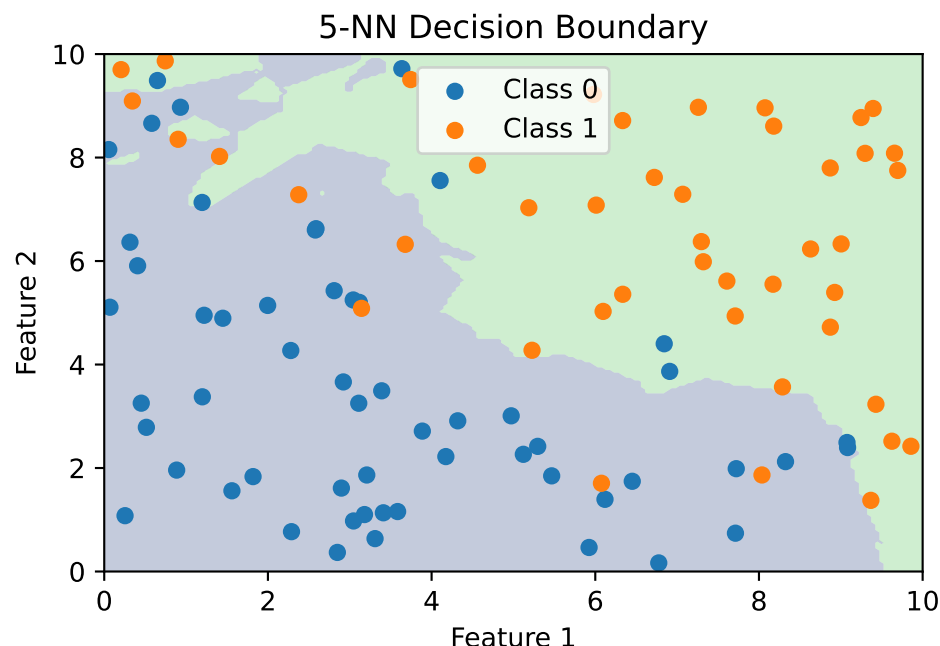 5-NN Decision Boundary
Class 0
Class 1
Feature 2
10
8
6
4
2
0
0 2 4 6 8 10
Feature 1